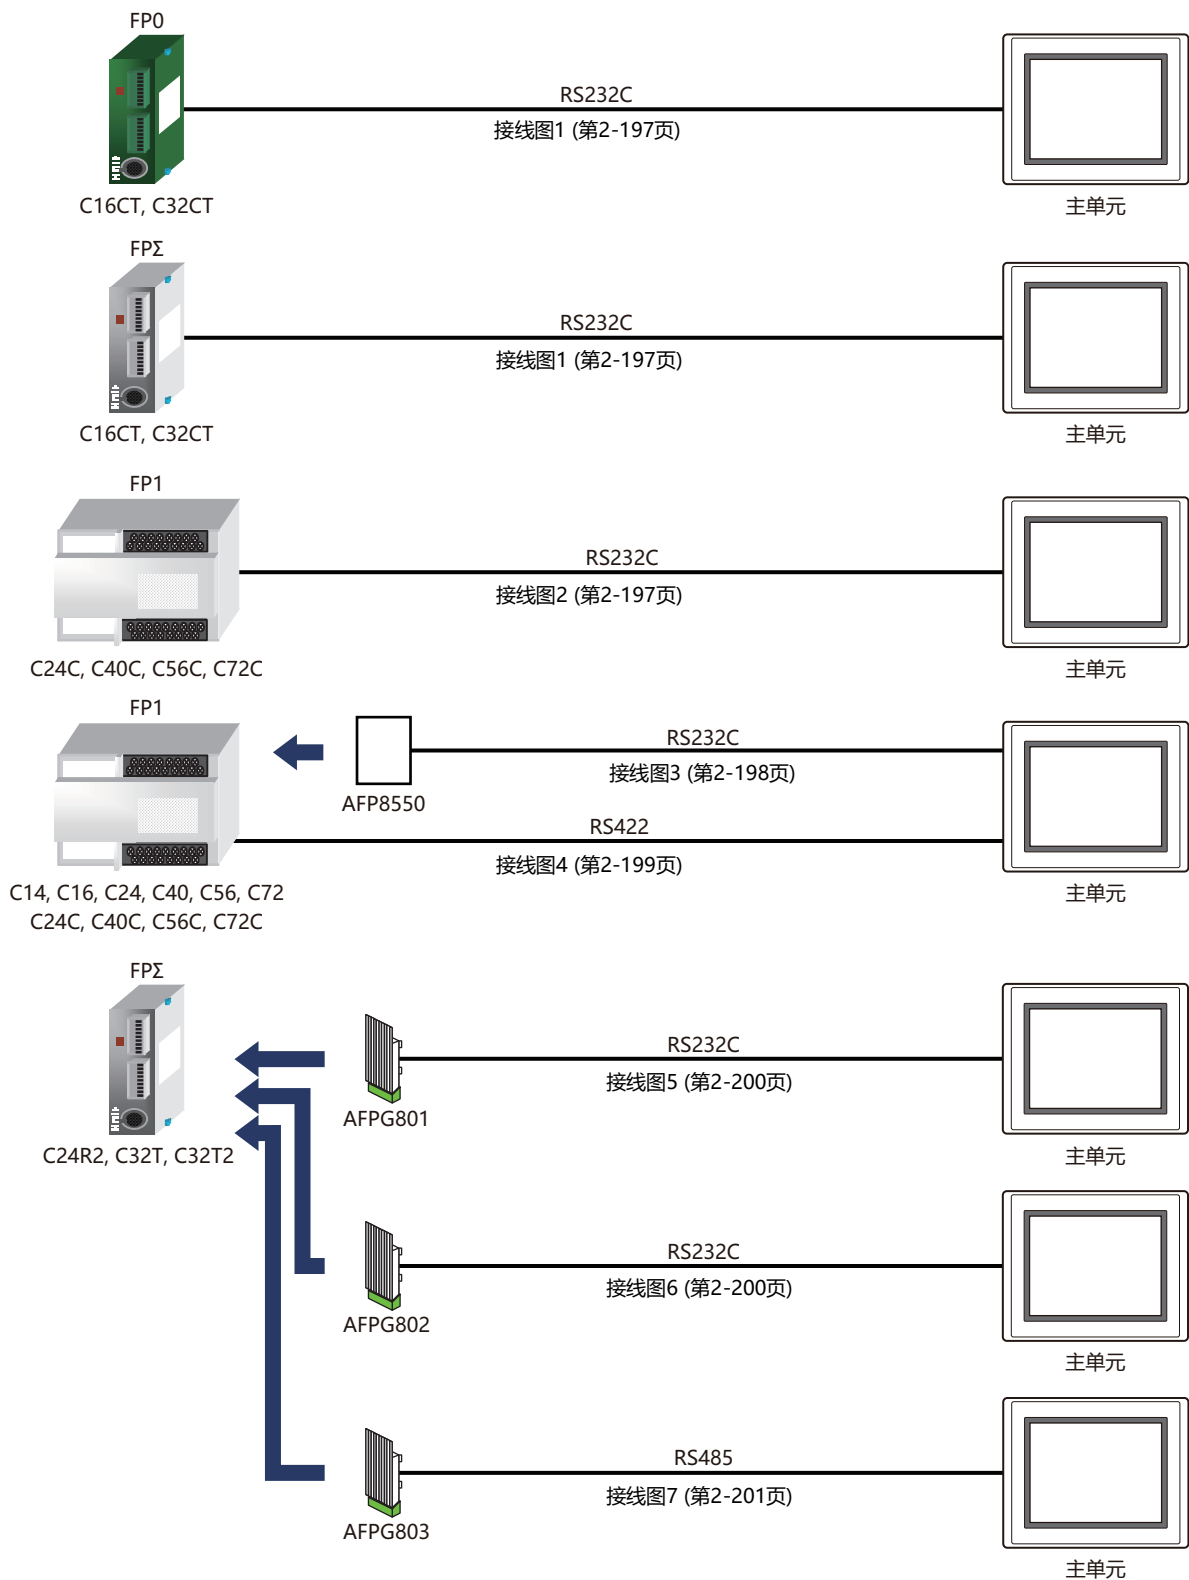 FP0
RS232C
接线图1 (第2-197页)
C16CT, C32CT
主单元
FPΣ
RS232C
接线图1 (第2-197页)
C16CT, C32CT
主单元
FP1
RS232C
接线图2 (第2-197页)
C24C, C40C, C56C, C72C
主单元
FP1
RS232C
接线图3 (第2-198页)
AFP8550
RS422
接线图4 (第2-199页)
C14, C16, C24, C40, C56, C72
C24C, C40C, C56C, C72C
主单元
FPΣ
RS232C
接线图5 (第2-200页)
AFPG801
C24R2, C32T, C32T2
主单元
RS232C
接线图6 (第2-200页)
AFPG802
主单元
RS485
接线图7 (第2-201页)
AFPG803
主单元